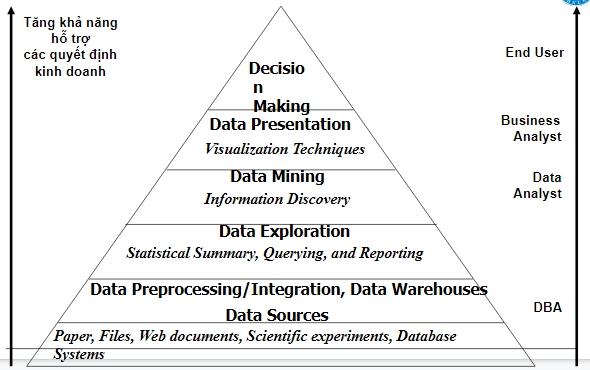 Tăng khả năng
hỗ trợ
các quyết định
kinh doanh
End User
Decisio
n
Making
Business
Analyst
Data Presentation
Visualization Techniques
Data Mining
Information Discovery
Data
Analyst
Data Exploration
Statistical Summary, Querying, and Reporting
Data Preprocessing/Integration, Data Warehouses
DBA
Data Sources
Paper, Files, Web documents, Scientific experiments, Database
Systems